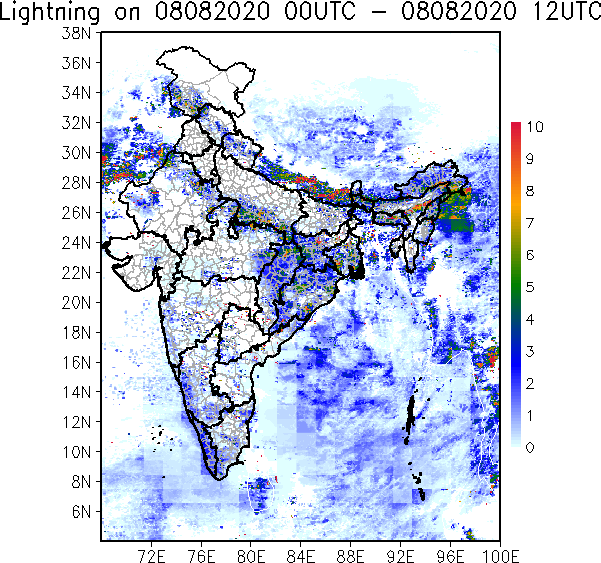 Lightning on 08082020 00UTC – 08082020 12UTC
38N
36N
34N
32N
30N
28N
26N
24N
22N
20N
18N
16N
14N
12N
10N
8N
6N
72E 76E 80E 84E 88E 92E 96E 100E
10
9
8
7
6
5
4
3
2
1
0